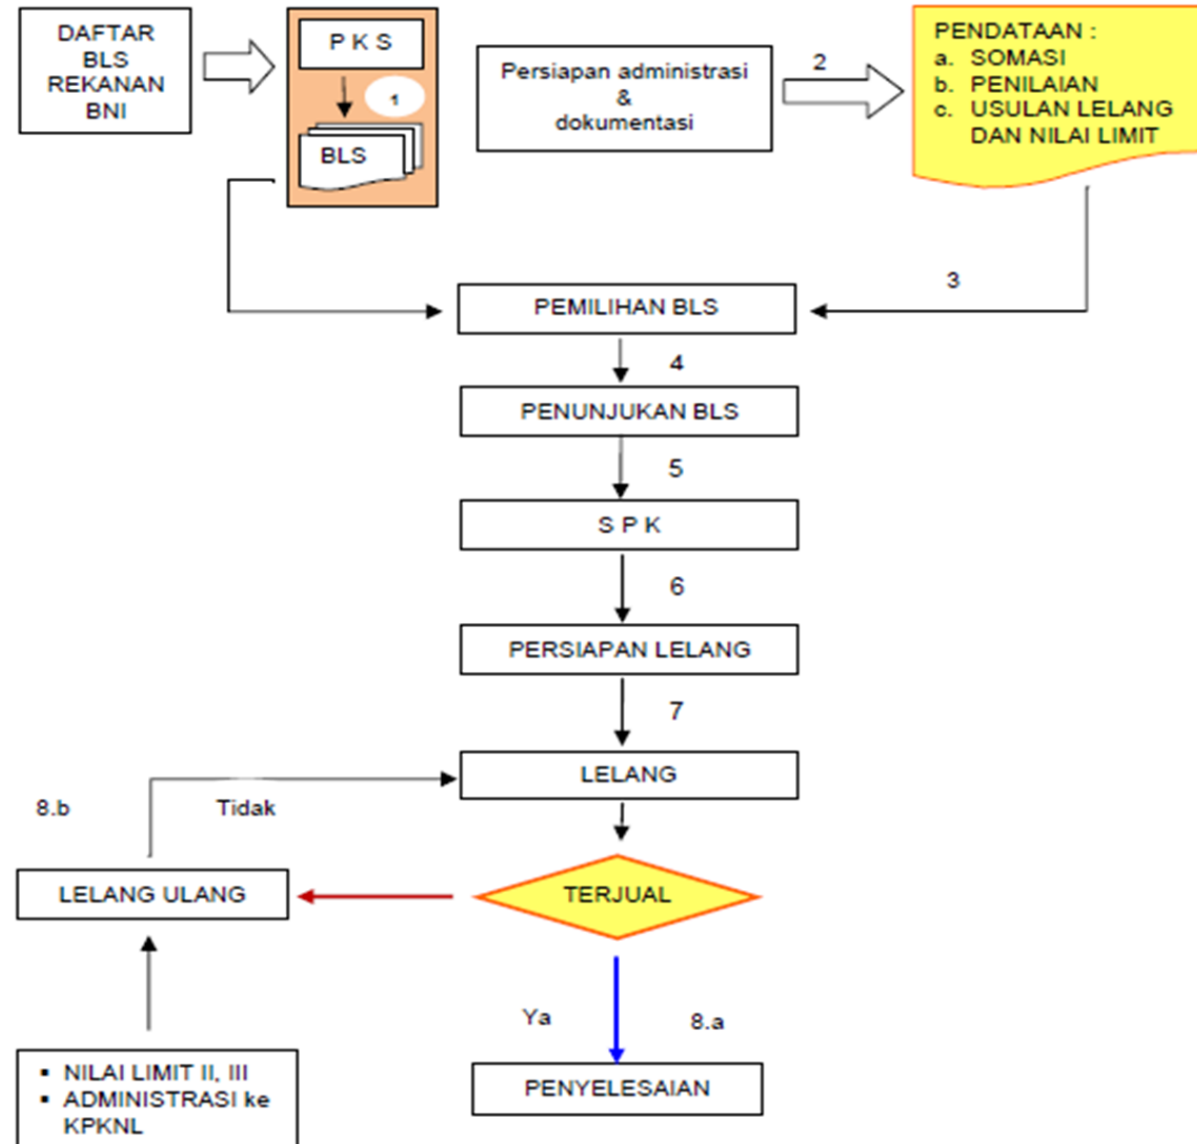 DAFTAR
BLS
REKANAN
BNI
P K S
1
BLS
Persiapan administrasi
&
dokumentasi
2
PENDATAAN :
a. SOMASI
b. PENILAIAN
c. USULAN LELANG
DAN NILAI LIMIT
3
PEMILIHAN BLS
4
PENUNJUKAN BLS
5
S P K
6
PERSIAPAN LELANG
7
LELANG
8.b
Tidak
LELANG ULANG
TERJUAL
Ya
8.a
▪ NILAI LIMIT II, III
▪ ADMINISTRASI ke
KPKNL
PENYELESAIAN